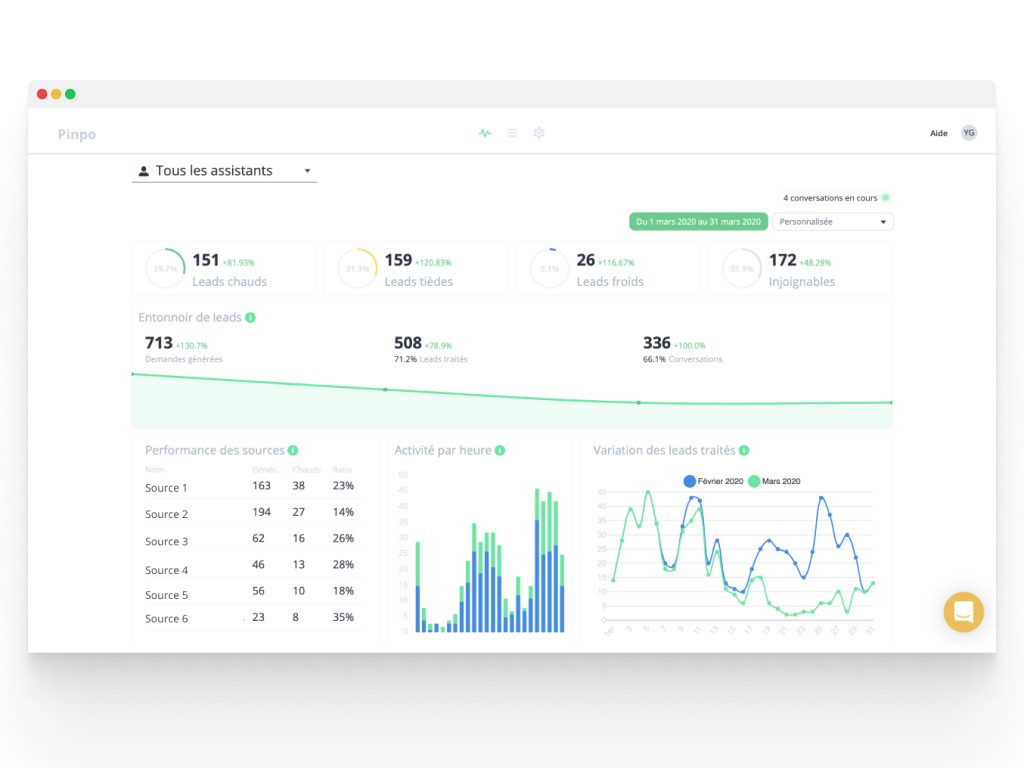 Pinpo
Aide YG
Tous les assistants
4 conversations en cours
Du 1 mars 2020 au 31 mars 2020 Personnalisée
29.7% 151 +81.93% Leads chauds
31.3% 159 +120.83% Leads tièdes
5.1% 26 +116.67% Leads froids
33.9% 172 +48.28% Injoignables
Entonnoir de leads
713 +130.7% 508 +78.9% 336 +100.0%
Demandes générées 71.2% Leads traités 66.1% Conversations
Performance des sources
Nom Génér... Chauds Ratio
Source 1 163 38 23%
Source 2 194 27 14%
Source 3 62 16 26%
Source 4 46 13 28%
Source 5 56 10 18%
Source 6 23 8 35%
Activité par heure
50
45
40
35
30
25
20
15
10
5
0
Variation des leads traités
Février 2020 Mars 2020
45
40
35
30
25
20
15
10
5
0
1er 3 5 7 9 11 13 15 17 19 21 23 25 27 29 31